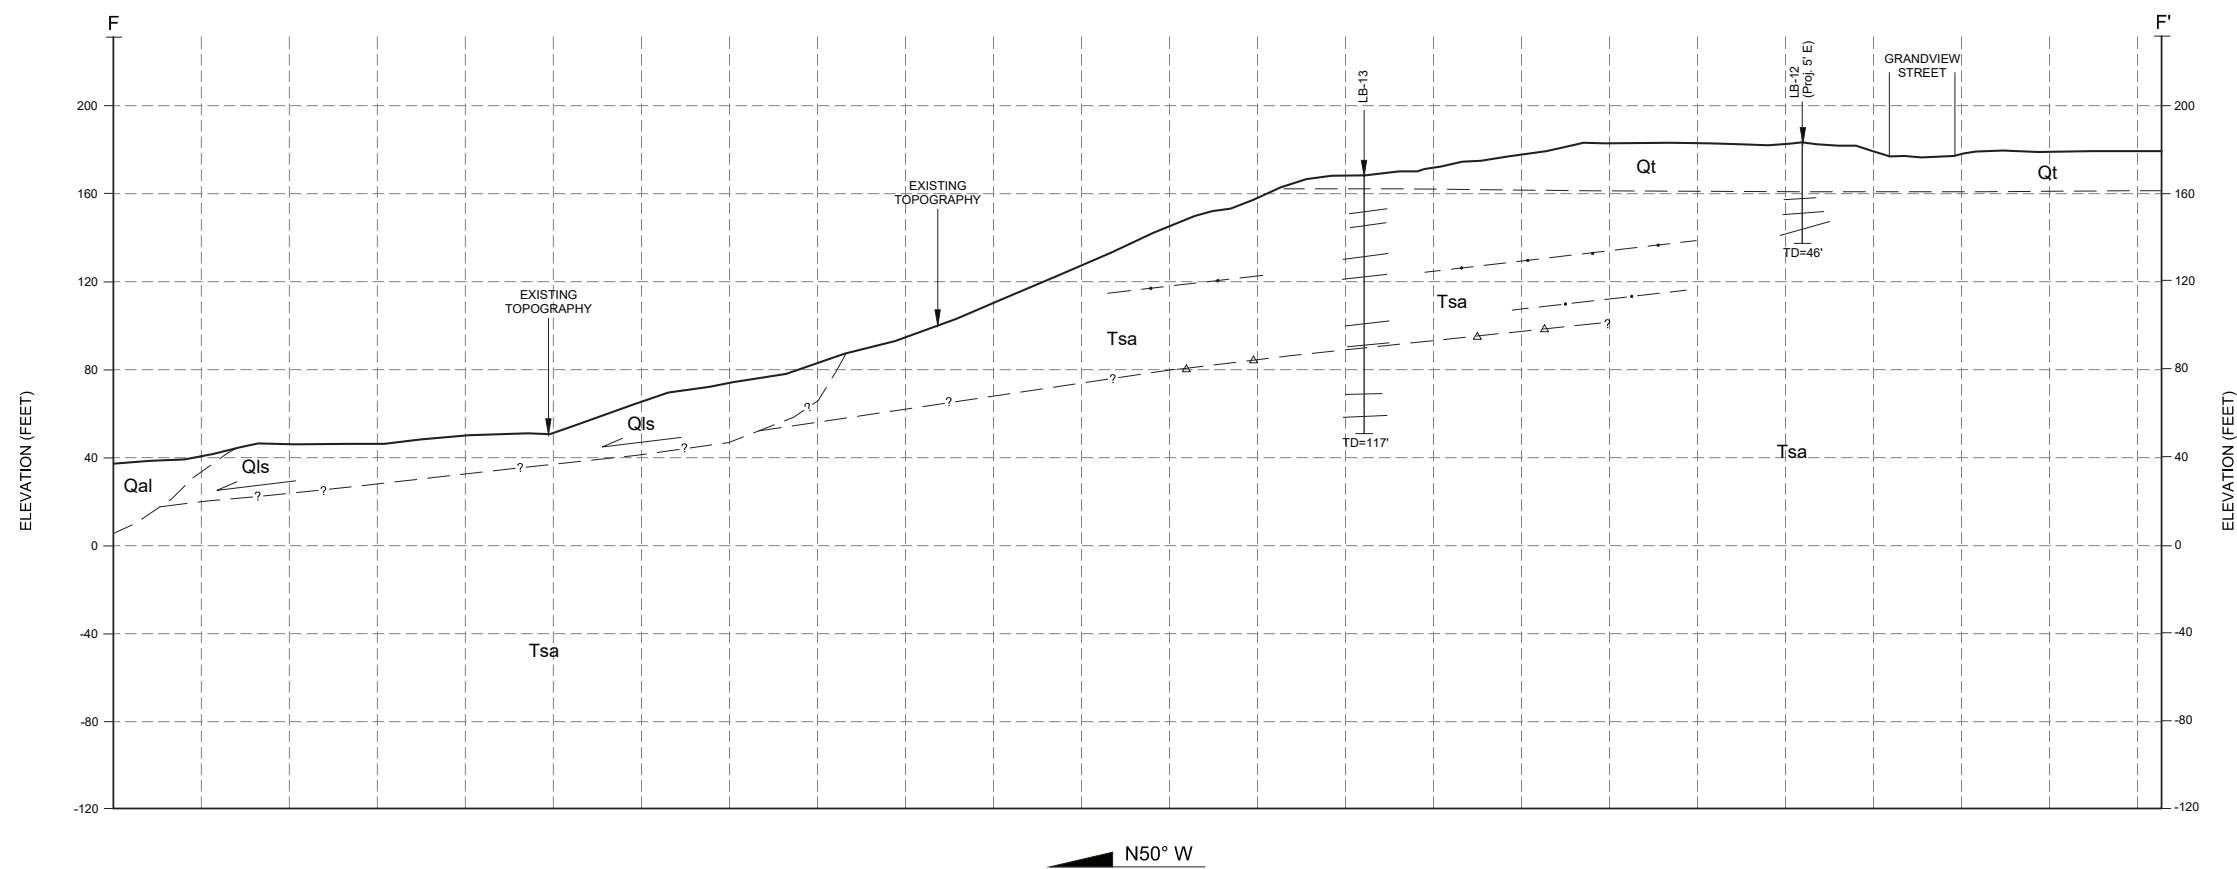 F
F'
LB-13
LB-12
(Proj. 5' E)
GRANDVIEW
STREET
200
200
Qt
Qt
160
160
EXISTING
TOPOGRAPHY
TD=46'
120
120
EXISTING
TOPOGRAPHY
Tsa
Tsa
?
80
80
?
?
?
Qls
TD=117'
Tsa
?
40
40
Qls
?
Qal
?
?
ELEVATION (FEET)
ELEVATION (FEET)
0
0
-40
-40
Tsa
-80
-80
-120
-120
N50° W